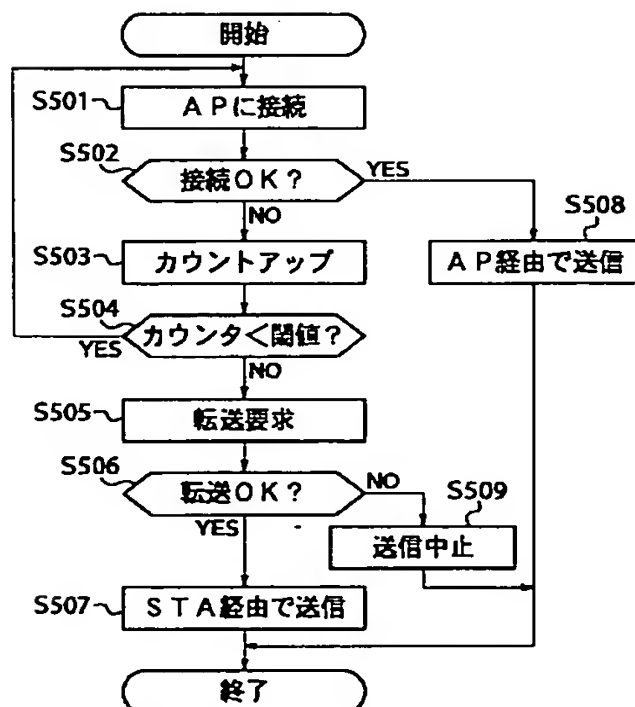 開始
S501
ＡＰに接続
S502
接続ＯＫ？
YES
NO
S503
カウントアップ
S508
ＡＰ経由で送信
S504
カウンタ＜閾値？
YES
NO
S505
転送要求
S506
転送ＯＫ？
NO
YES
S509
送信中止
S507
ＳＴＡ経由で送信
終了